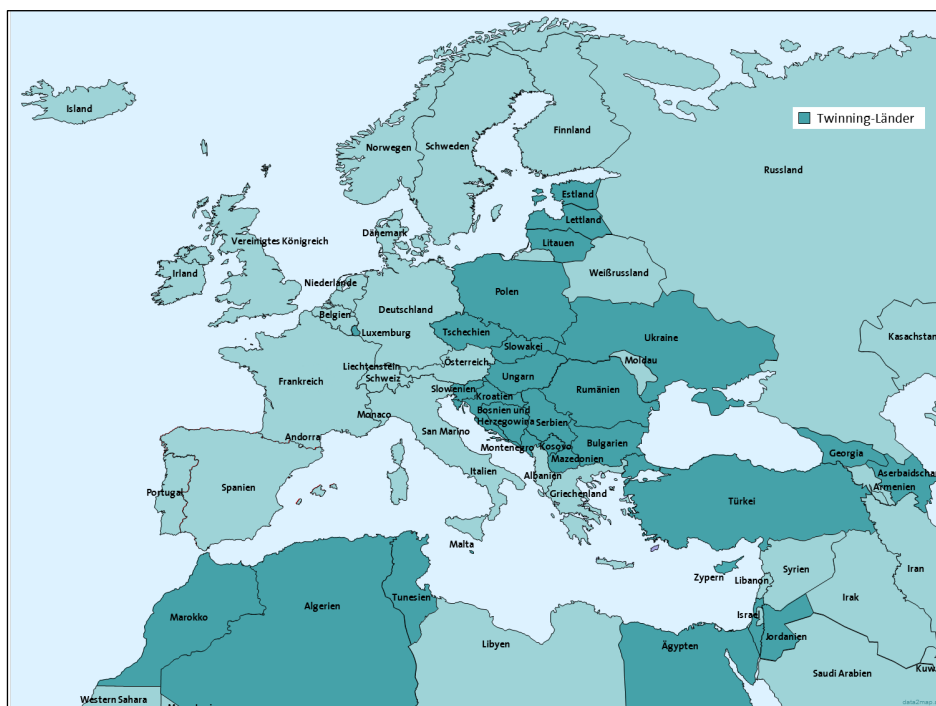 Island
Finnland
Twinning-Länder
Schweden
Norwegen
Russland
Estland
Lettland
Dänemark
Vereinigtes Königreich
Litauen
Irland
Weißrussland
Niederlande
Polen
Deutschland
Belgien
Luxemburg
Tschechien
Ukraine
Kasachstan
Slowakei
Moldau
Österreich
Liechtenstein
Schweiz
Ungarn
Frankreich
Slowenien
Rumänien
Kroatien
Monaco
Bosnien und
Herzegowina
Serbien
San Marino
Andorra
Montenegro
Kosovo
Bulgarien
Georgia
Mazedonien
Italien
Albanien
Aserbaidschan
Armenien
Portugal
Spanien
Griechenland
Türkei
Malta
Zypern
Libanon
Syrien
Iran
Tunesien
Algerien
Irak
Marokko
Israel
Jordanien
Libyen
Ägypten
Saudi Arabien
Kuw
Western Sahara